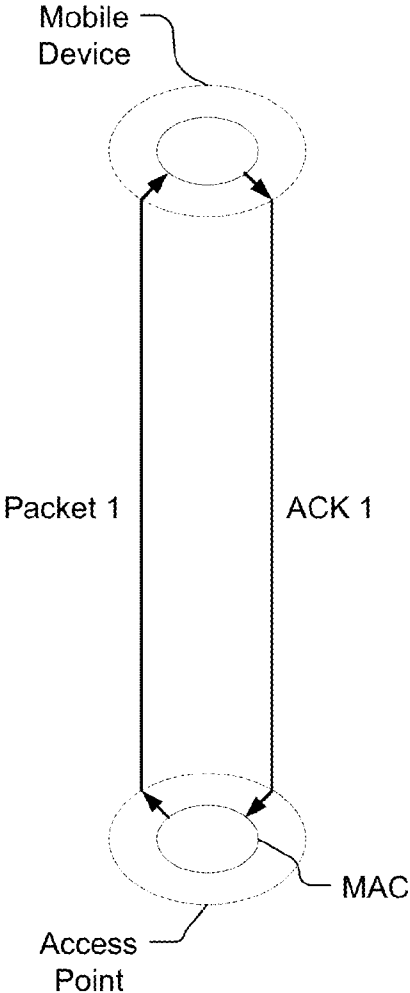 Mobile
Device
Packet 1
ACK 1
MAC
Access
Point